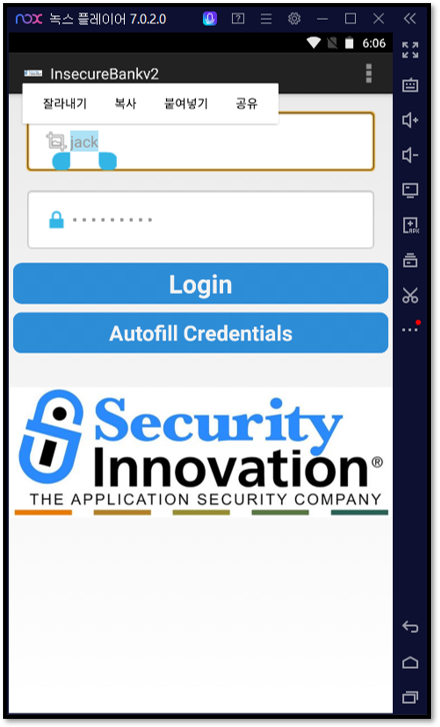 nox 녹스 플레이어 7.0.2.0
6:06
InsecureBankv2
잘라내기 복사 붙여넣기 공유
jack
Login
Autofill Credentials
Security
Innovation®
THE APPLICATION SECURITY COMPANY